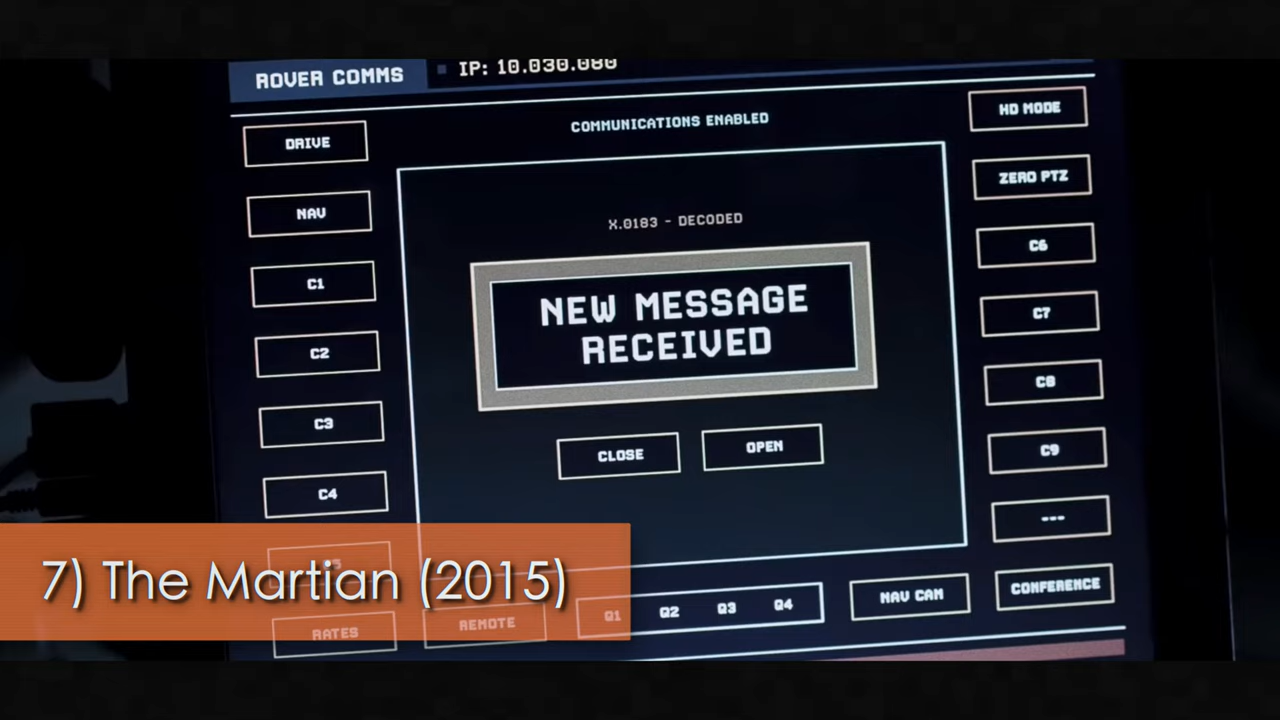 ROVER COMMS
IP: 10.030.080
COMMUNICATIONS ENABLED
HD MODE
DRIVE
ZERO PTZ
NAV
X.0183 - DECODED
C6
C1
NEW MESSAGE
RECEIVED
C7
C2
C8
C3
CLOSE
OPEN
C9
C4
---
C5
7) The Martian (2015)
NAV CAM
CONFERENCE
RATES
REMOTE
Q1 Q2 Q3 Q4